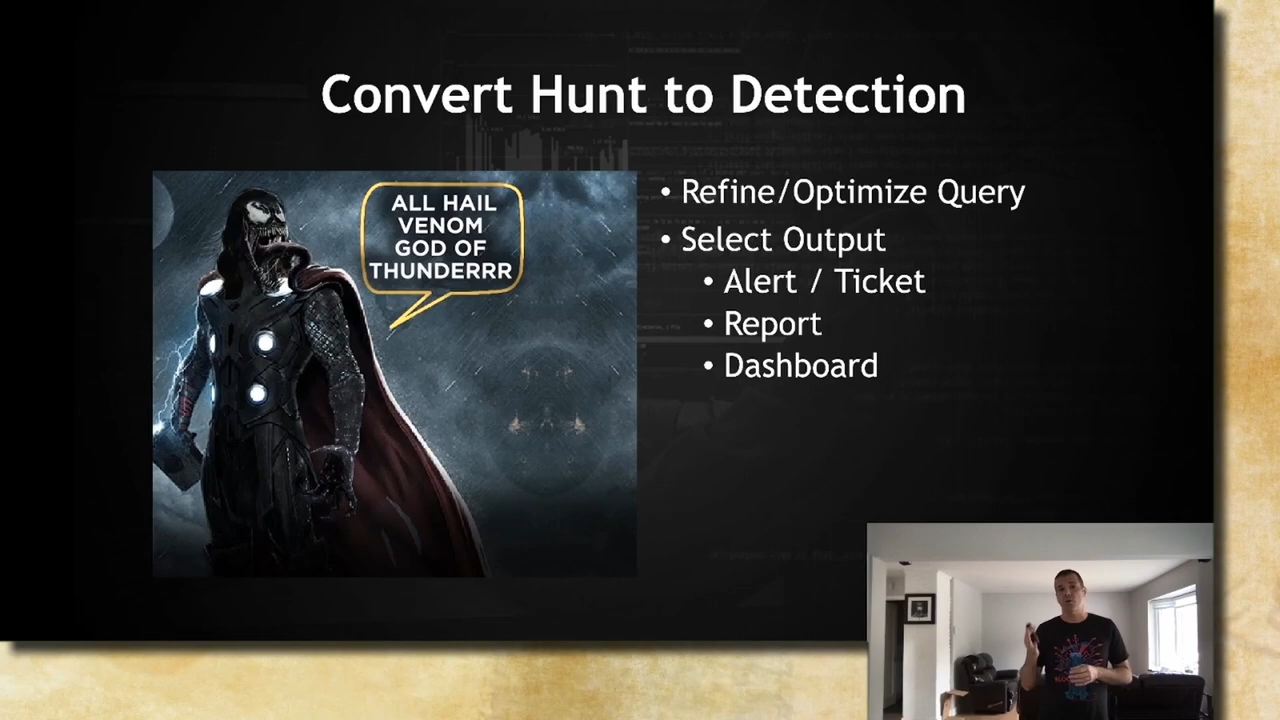 Convert Hunt to Detection
ALL HAIL
VENOM
GOD OF
THUNDERRR
• Refine/Optimize Query
• Select Output
• Alert / Ticket
• Report
• Dashboard